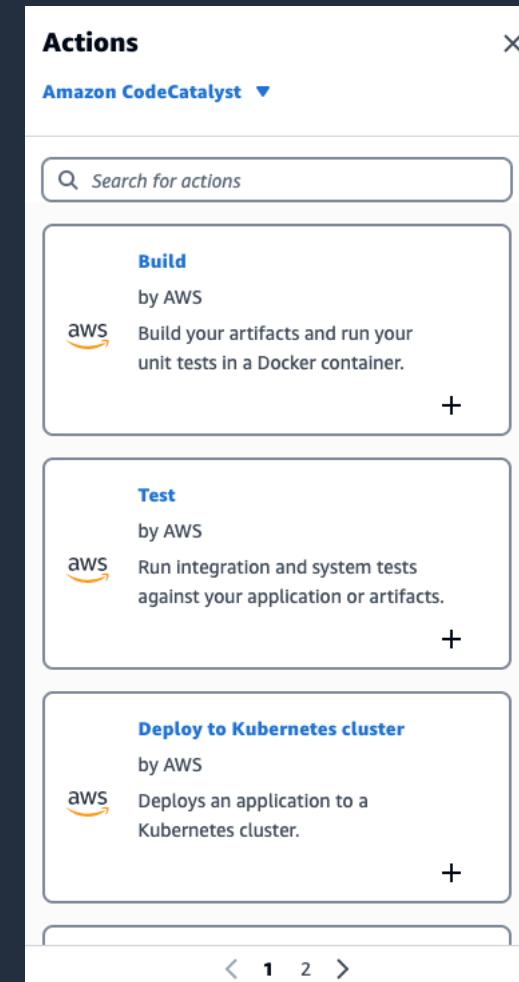 Actions
Amazon CodeCatalyst
Search for actions
Build
by AWS
aws
Build your artifacts and run your
unit tests in a Docker container.
Test
by AWS
aws
Run integration and system tests
against your application or artifacts.
Deploy to Kubernetes cluster
by AWS
aws
Deploys an application to a
Kubernetes cluster.
1 2